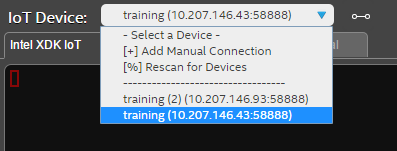 IoT Device: training (10.207.146.43:58888)
Intel XDK IoT
- Select a Device -
[+] Add Manual Connection
[%] Rescan for Devices
-----------------------------------
training (2) (10.207.146.93:58888)
training (10.207.146.43:58888)